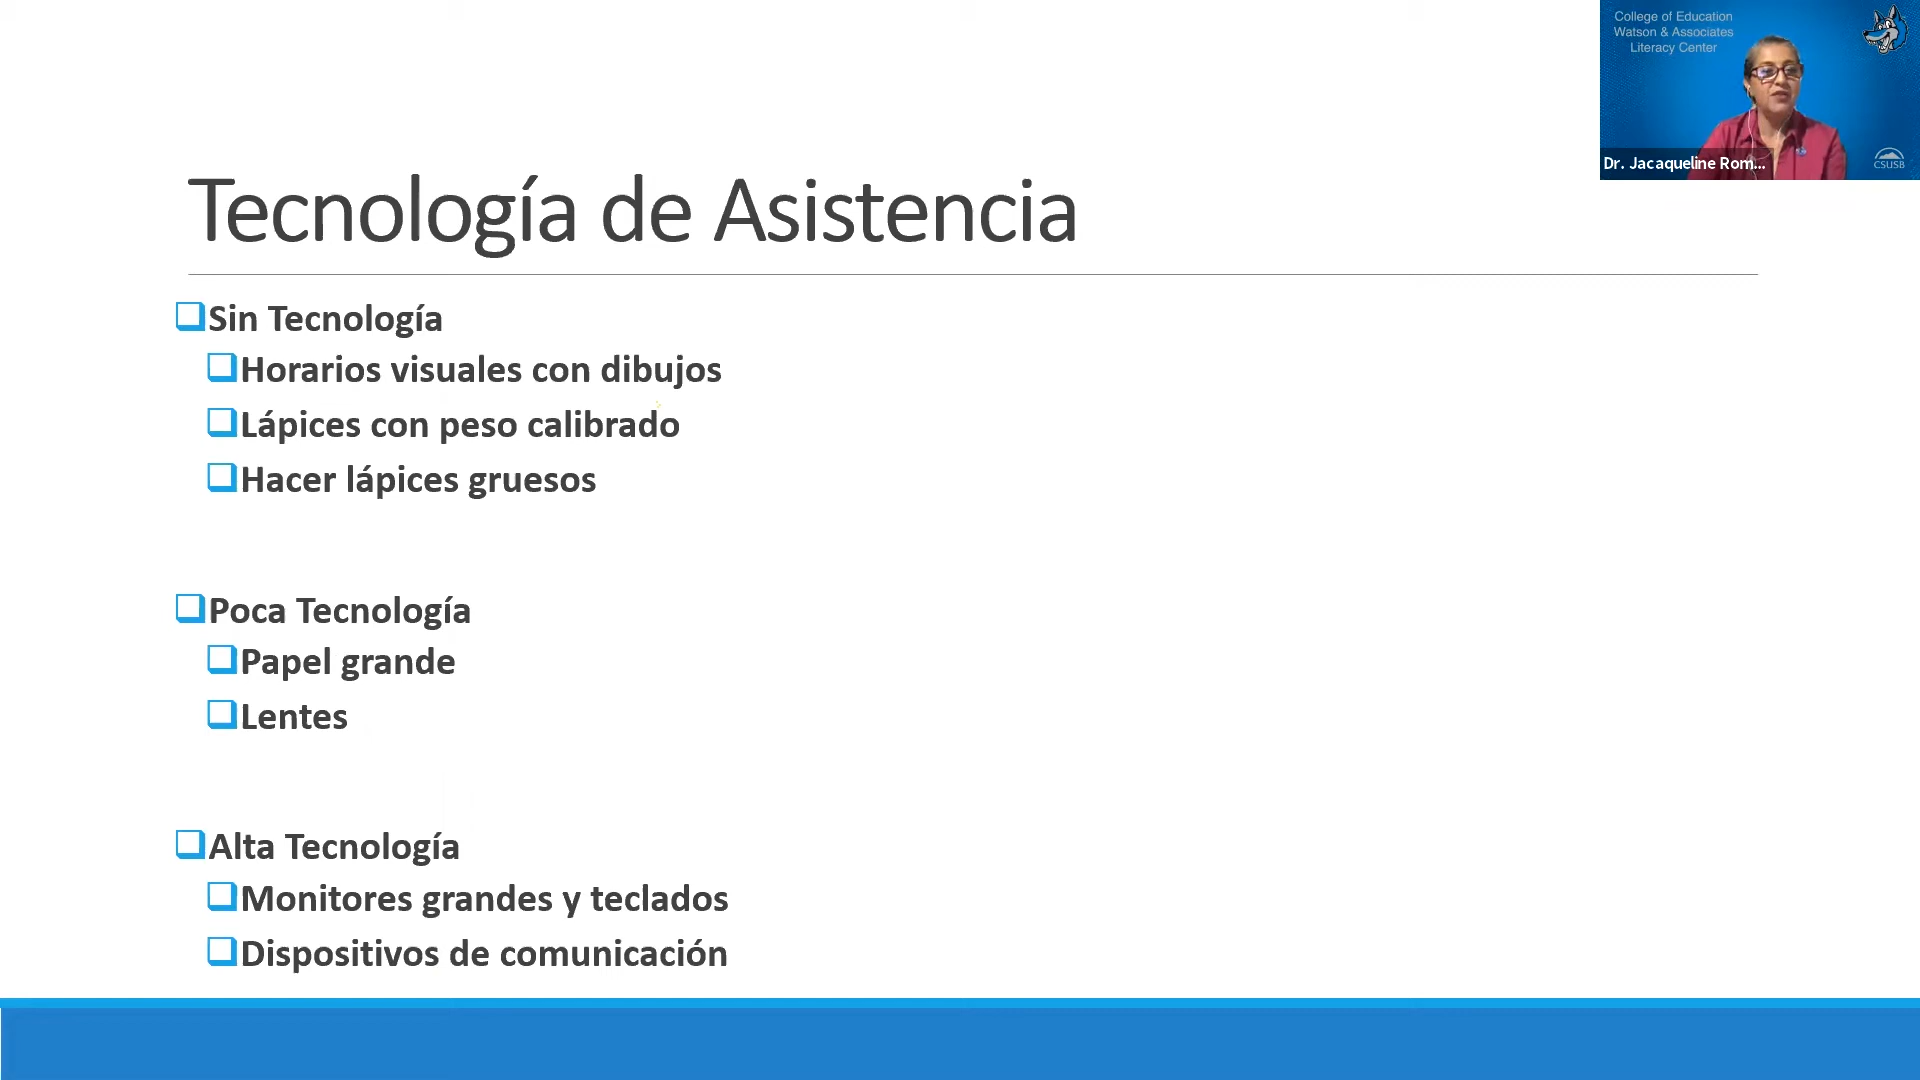 College of Education
Watson & Associates
Literacy Center
Dr. Jacaqueline Rom...
CSUSB
Tecnología de Asistencia
Sin Tecnología
Horarios visuales con dibujos
Lápices con peso calibrado
Hacer lápices gruesos
Poca Tecnología
Papel grande
Lentes
Alta Tecnología
Monitores grandes y teclados
Dispositivos de comunicación